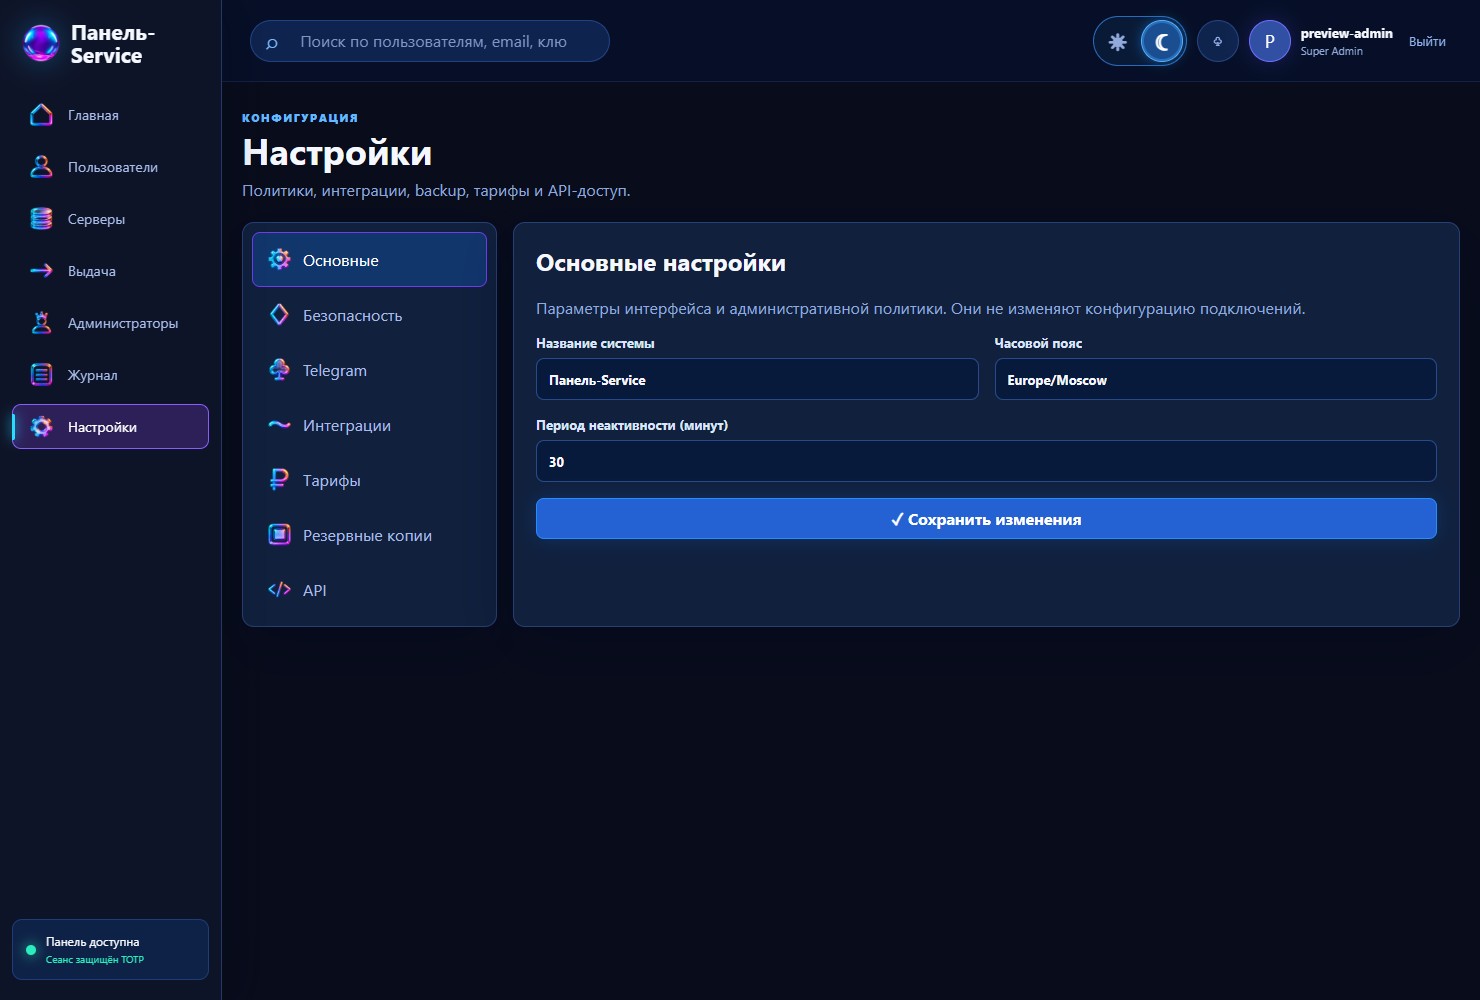 Панель-
Service
Поиск по пользователям, email, клю
P
preview-admin
Super Admin
Выйти
Главная
Пользователи
Серверы
Выдача
Администраторы
Журнал
Настройки
КОНФИГУРАЦИЯ
Настройки
Политики, интеграции, backup, тарифы и API-доступ.
Основные
Безопасность
Telegram
Интеграции
Тарифы
Резервные копии
API
Основные настройки
Параметры интерфейса и административной политики. Они не изменяют конфигурацию подключений.
Название системы
Панель-Service
Часовой пояс
Europe/Moscow
Период неактивности (минут)
30
✓ Сохранить изменения
Панель доступна
Сеанс защищён TOTP